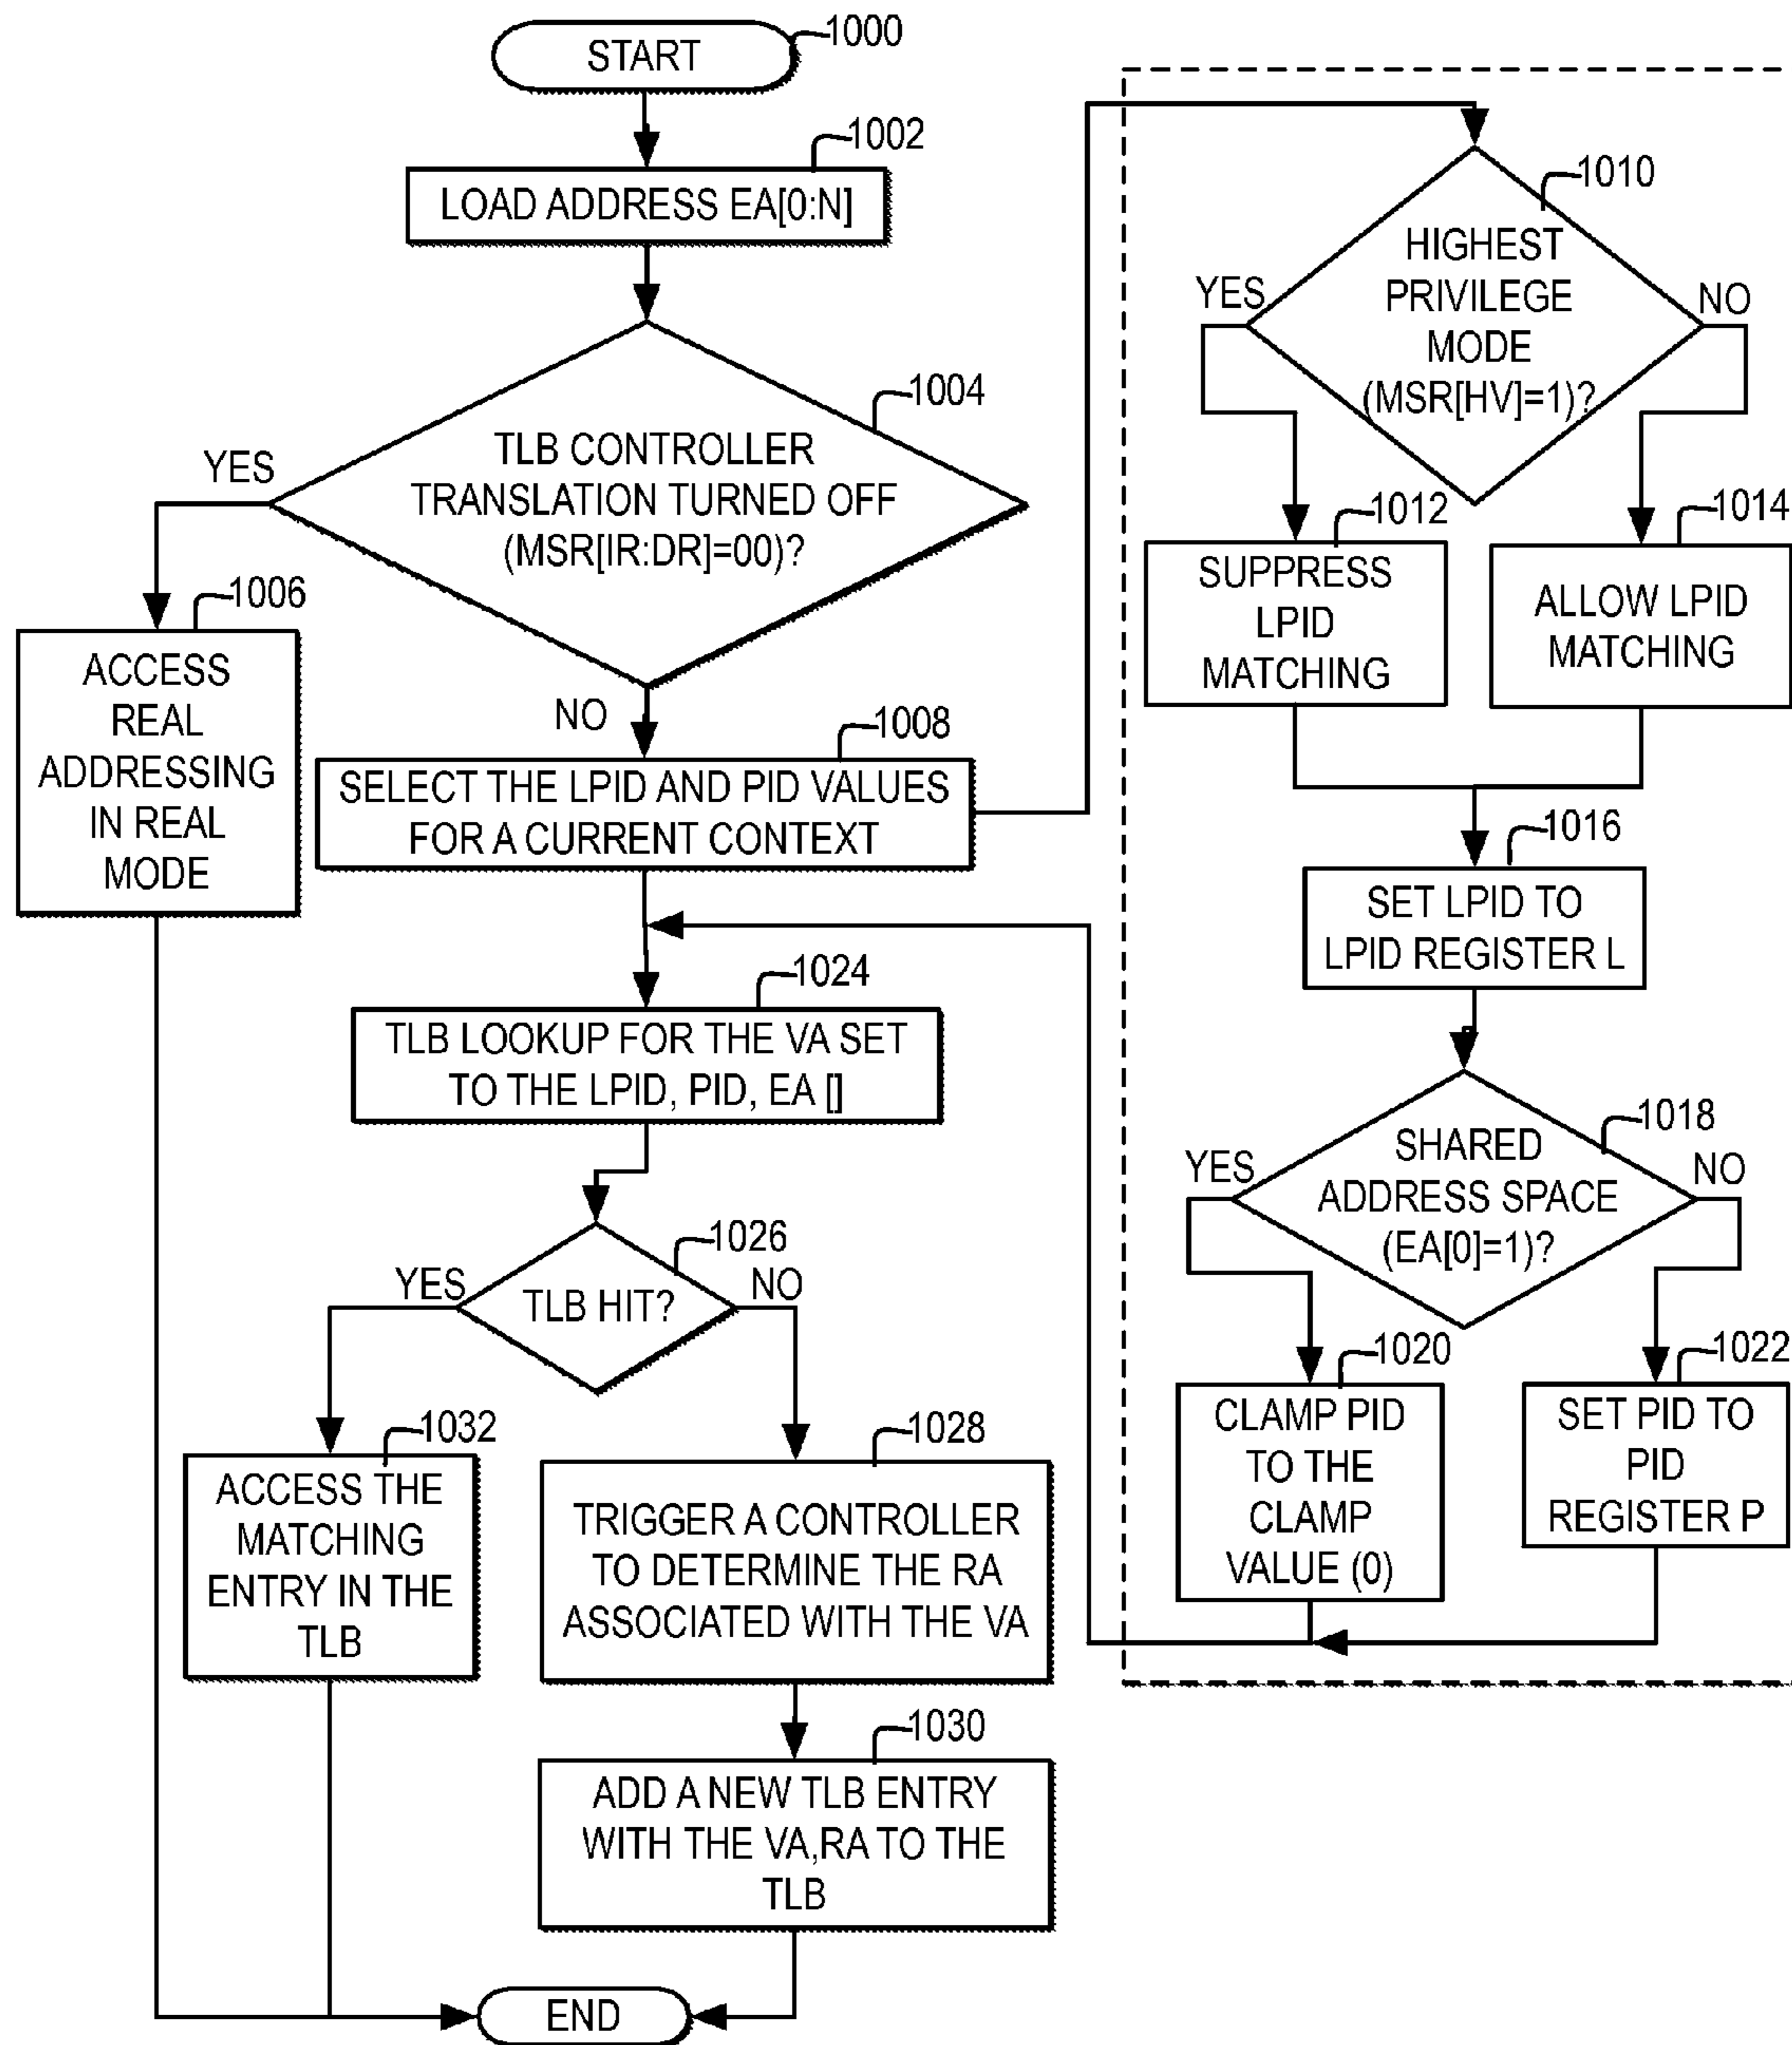 START
1000
1002
LOAD ADDRESS EA[0:N]
1004
TLB CONTROLLER
TRANSLATION TURNED OFF
(MSR[IR:DR]=00)?
YES
NO
1006
ACCESS
REAL
ADDRESSING
IN REAL
MODE
1008
SELECT THE LPID AND PID VALUES
FOR A CURRENT CONTEXT
1010
HIGHEST
PRIVILEGE
MODE
(MSR[HV]=1)?
YES
NO
1012
SUPPRESS
LPID
MATCHING
1014
ALLOW LPID
MATCHING
1016
SET LPID TO
LPID REGISTER L
1018
SHARED
ADDRESS SPACE
(EA[0]=1)?
YES
NO
1020
CLAMP PID
TO THE
CLAMP
VALUE (0)
1022
SET PID TO
PID
REGISTER P
1024
TLB LOOKUP FOR THE VA SET
TO THE LPID, PID, EA []
1026
TLB HIT?
YES
NO
1032
ACCESS THE
MATCHING
ENTRY IN THE
TLB
1028
TRIGGER A CONTROLLER
TO DETERMINE THE RA
ASSOCIATED WITH THE VA
1030
ADD A NEW TLB ENTRY
WITH THE VA,RA TO THE
TLB
END